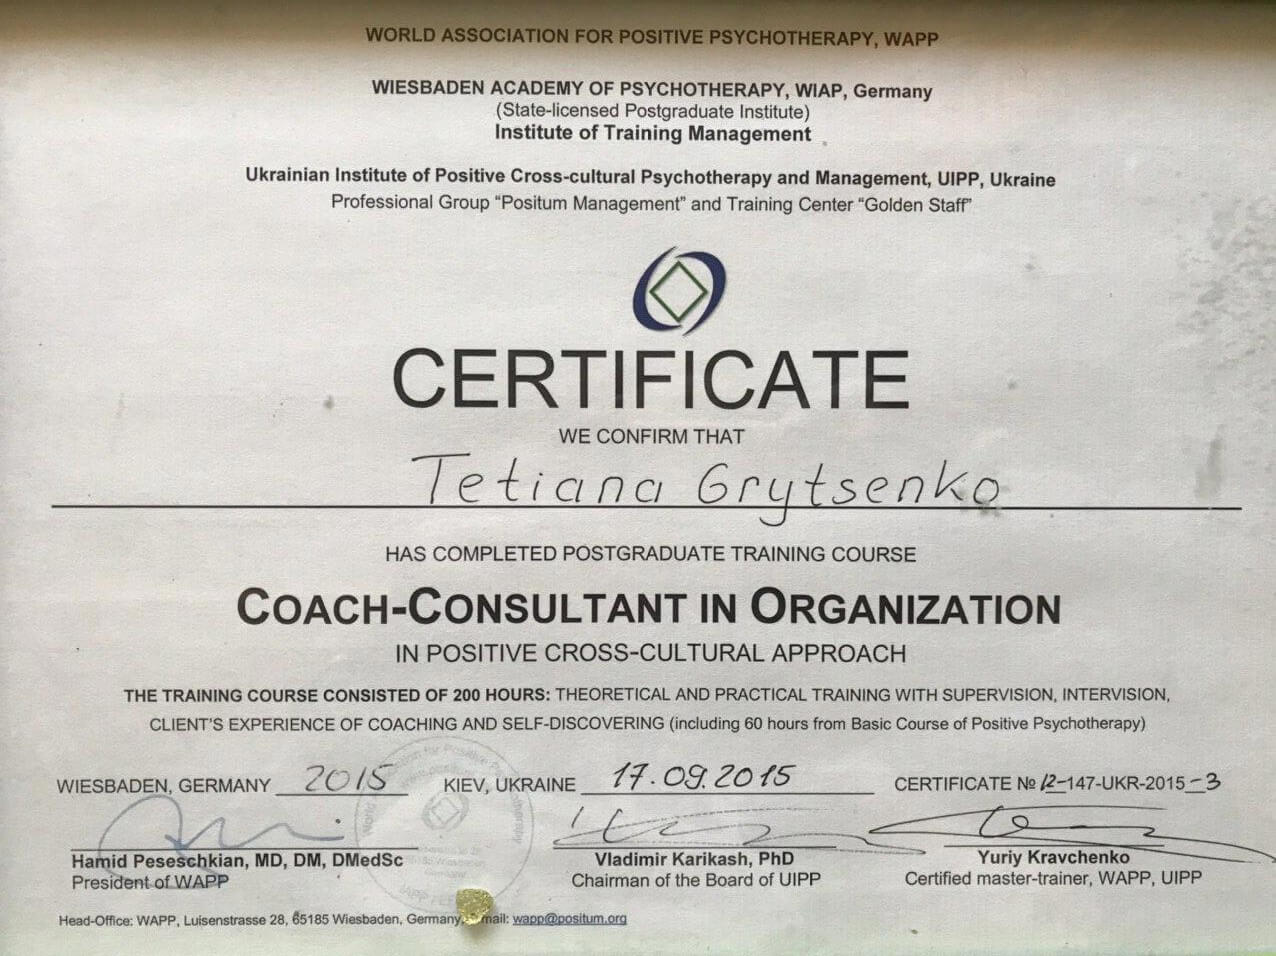 WORLD ASSOCIATION FOR POSITIVE PSYCHOTHERAPY, WAPP
WIESBADEN ACADEMY OF PSYCHOTHERAPY, WIAP, Germany
(State-licensed Postgraduate Institute)
Institute of Training Management
Ukrainian Institute of Positive Cross-cultural Psychotherapy and Management, UIPP, Ukraine
Professional Group “Positum Management” and Training Center “Golden Staff”
CERTIFICATE
WE CONFIRM THAT
Tetiana Grytsenko
HAS COMPLETED POSTGRADUATE TRAINING COURSE
COACH-CONSULTANT IN ORGANIZATION
IN POSITIVE CROSS-CULTURAL APPROACH
THE TRAINING COURSE CONSISTED OF 200 HOURS: THEORETICAL AND PRACTICAL TRAINING WITH SUPERVISION, INTERVISION,
CLIENT'S EXPERIENCE OF COACHING AND SELF-DISCOVERING (including 60 hours from Basic Course of Positive Psychotherapy)
WIESBADEN, GERMANY 2015 KIEV, UKRAINE 17.09.2015 CERTIFICATE № 12-147-UKR-2015-3
Hamid Peseschkian, MD, DM, DMedSc Vladimir Karikash, PhD Yuriy Kravchenko
President of WAPP Chairman of the Board of UIPP Certified master-trainer, WAPP, UIPP
Head-Office: WAPP, Luisenstrasse 28, 65185 Wiesbaden, Germany, mail: wapp@positum.org